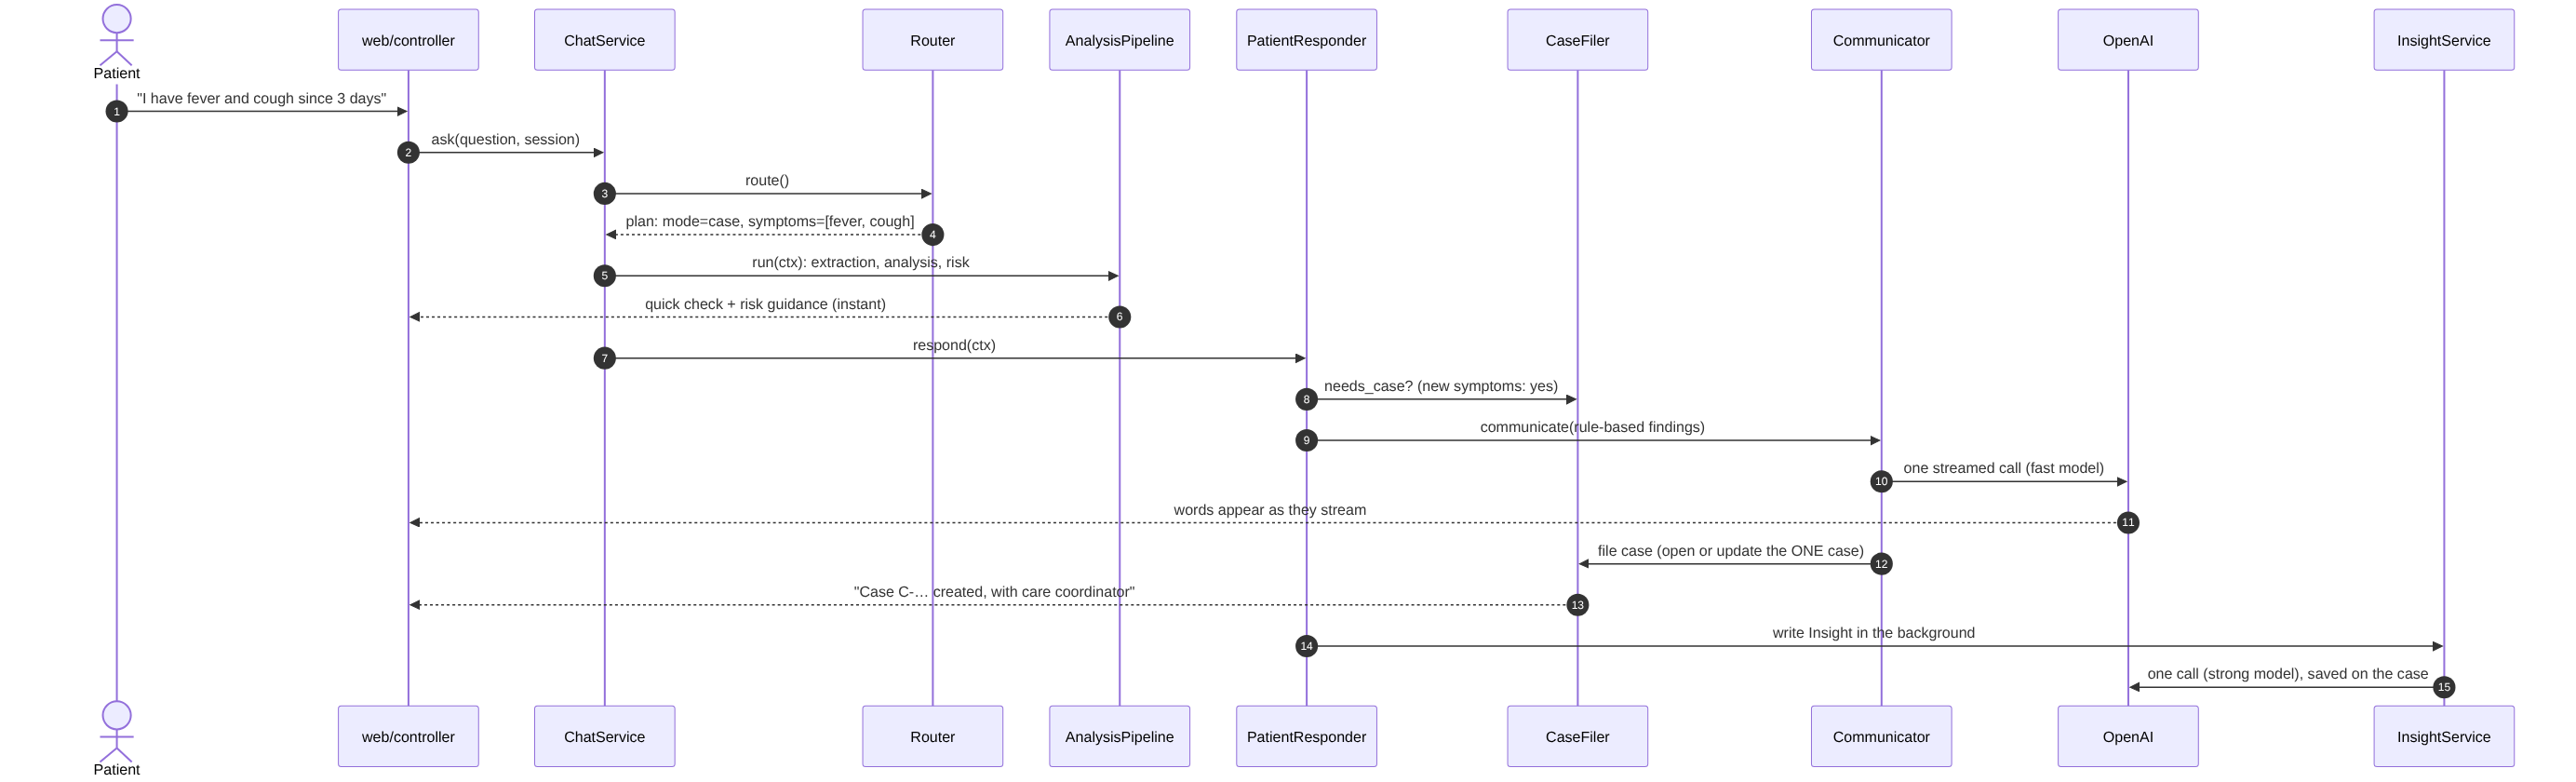 Patient
web/controller
ChatService
Router
AnalysisPipeline
PatientResponder
CaseFiler
Communicator
OpenAI
InsightService
1
"I have fever and cough since 3 days"
2
ask(question, session)
3
route()
plan: mode=case, symptoms=[fever, cough]
4
5
run(ctx): extraction, analysis, risk
quick check + risk guidance (instant)
6
7
respond(ctx)
8
needs_case? (new symptoms: yes)
9
communicate(rule-based findings)
10
one streamed call (fast model)
words appear as they stream
11
file case (open or update the ONE case)
12
"Case C-… created, with care coordinator"
13
14
write Insight in the background
one call (strong model), saved on the case
15
Patient
web/controller
ChatService
Router
AnalysisPipeline
PatientResponder
CaseFiler
Communicator
OpenAI
InsightService